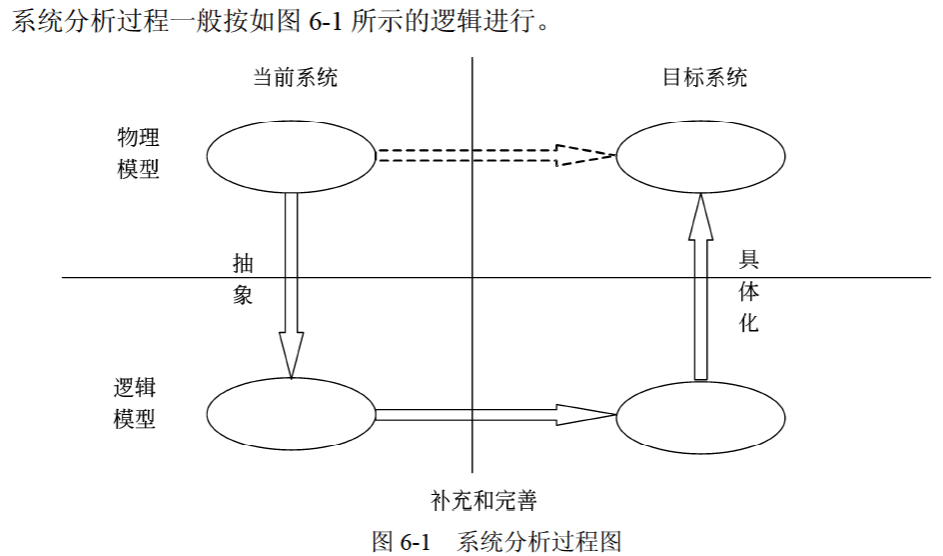 系统分析过程一般按如图 6-1 所示的逻辑进行。
当前系统
目标系统
物理
模型
抽
象
具
体
化
逻辑
模型
补充和完善
图 6-1 系统分析过程图